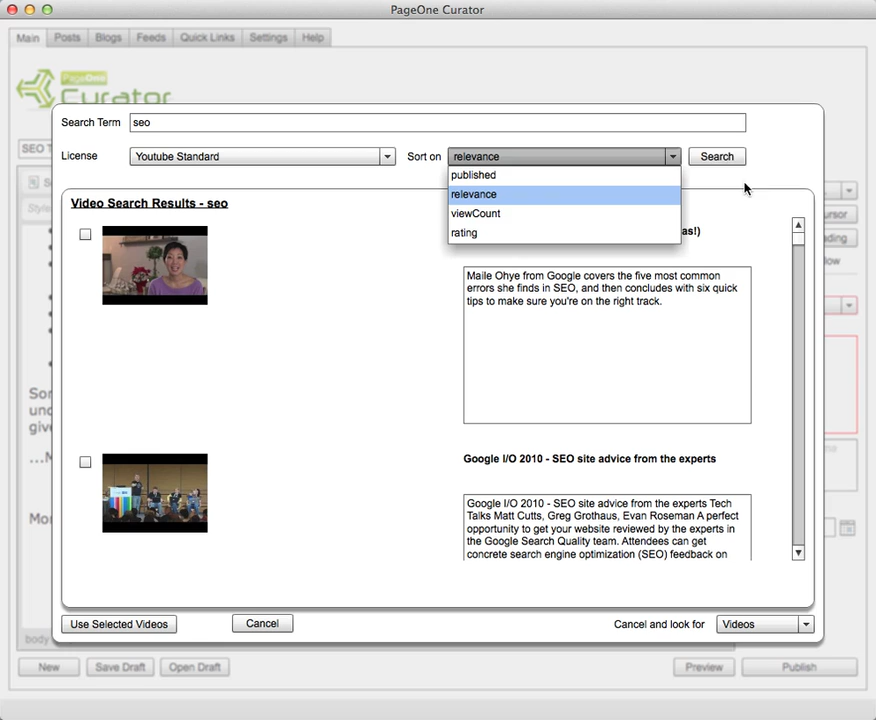 PageOne Curator
Main Posts Blogs Feeds Quick Links Settings Help
PageOne
Curator
Search Term seo
SEO T
License Youtube Standard Sort on relevance Search
published
relevance
viewCount
rating
Video Search Results - seo
as!)
Maile Ohye from Google covers the five most common
errors she finds in SEO, and then concludes with six quick
tips to make sure you're on the right track.
Google I/O 2010 - SEO site advice from the experts
Google I/O 2010 - SEO site advice from the experts Tech
Talks Matt Cutts, Greg Grothaus, Evan Roseman A perfect
opportunity to get your website reviewed by the experts in
the Google Search Quality team. Attendees can get
concrete search engine optimization (SEO) feedback on
Use Selected Videos Cancel Cancel and look for Videos
body
New Save Draft Open Draft Preview Publish